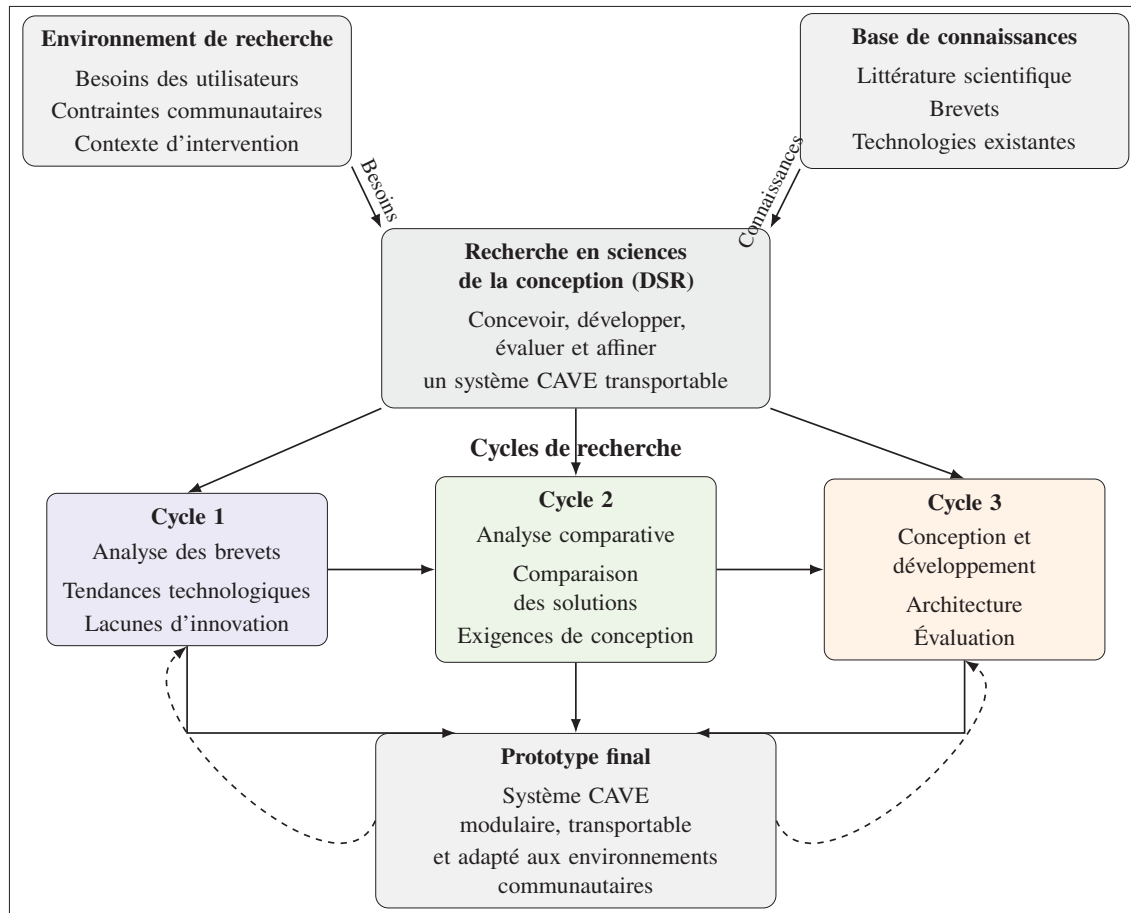 Environnement de recherche
Besoins des utilisateurs
Contraintes communautaires
Contexte d'intervention
Base de connaissances
Littérature scientifique
Brevets
Technologies existantes
Besoins
Connaissances
Recherche en sciences
de la conception (DSR)
Concevoir, développer,
évaluer et affiner
un système CAVE transportable
Cycles de recherche
Cycle 1
Analyse des brevets
Tendances technologiques
Lacunes d'innovation
Cycle 2
Analyse comparative
Comparaison
des solutions
Exigences de conception
Cycle 3
Conception et
développement
Architecture
Évaluation
Prototype final
Système CAVE
modulaire, transportable
et adapté aux environnements
communautaires